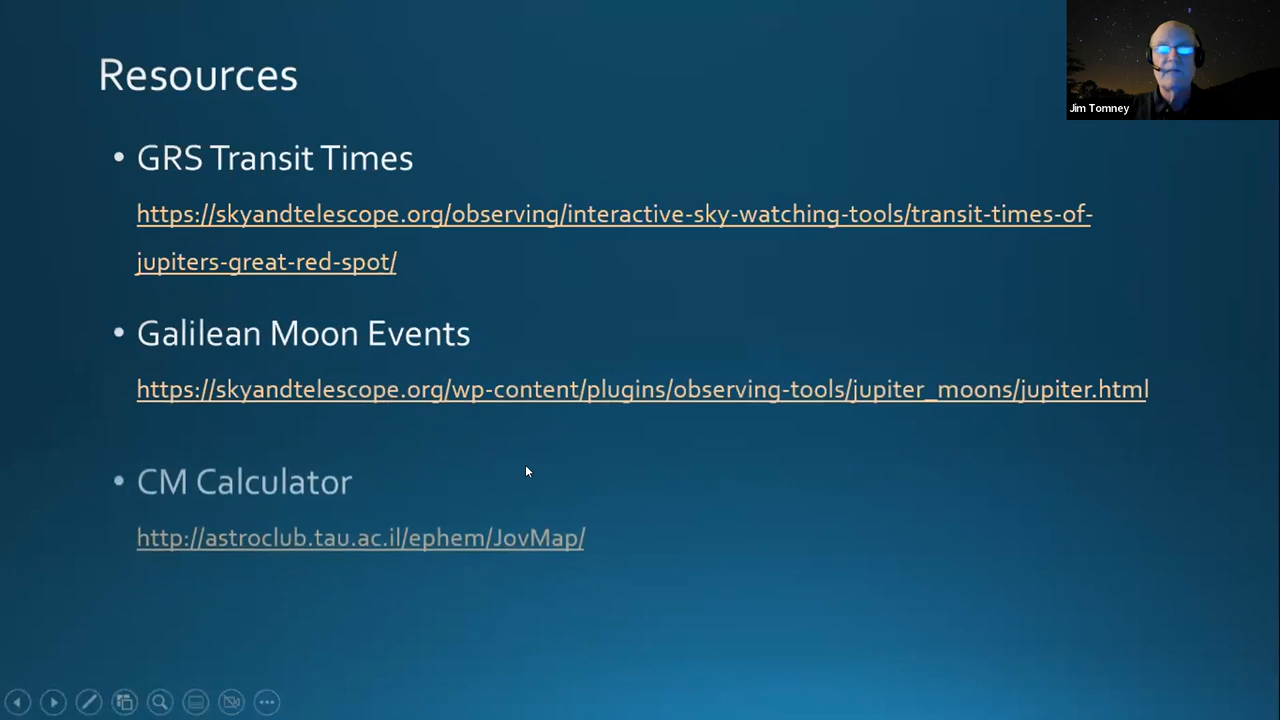 Resources
Jim Tomney
• GRS Transit Times
https://skyandtelescope.org/observing/interactive-sky-watching-tools/transit-times-of-
jupiters-great-red-spot/
• Galilean Moon Events
https://skyandtelescope.org/wp-content/plugins/observing-tools/jupiter_moons/jupiter.html
• CM Calculator
http://astroclub.tau.ac.il/ephem/JovMap/